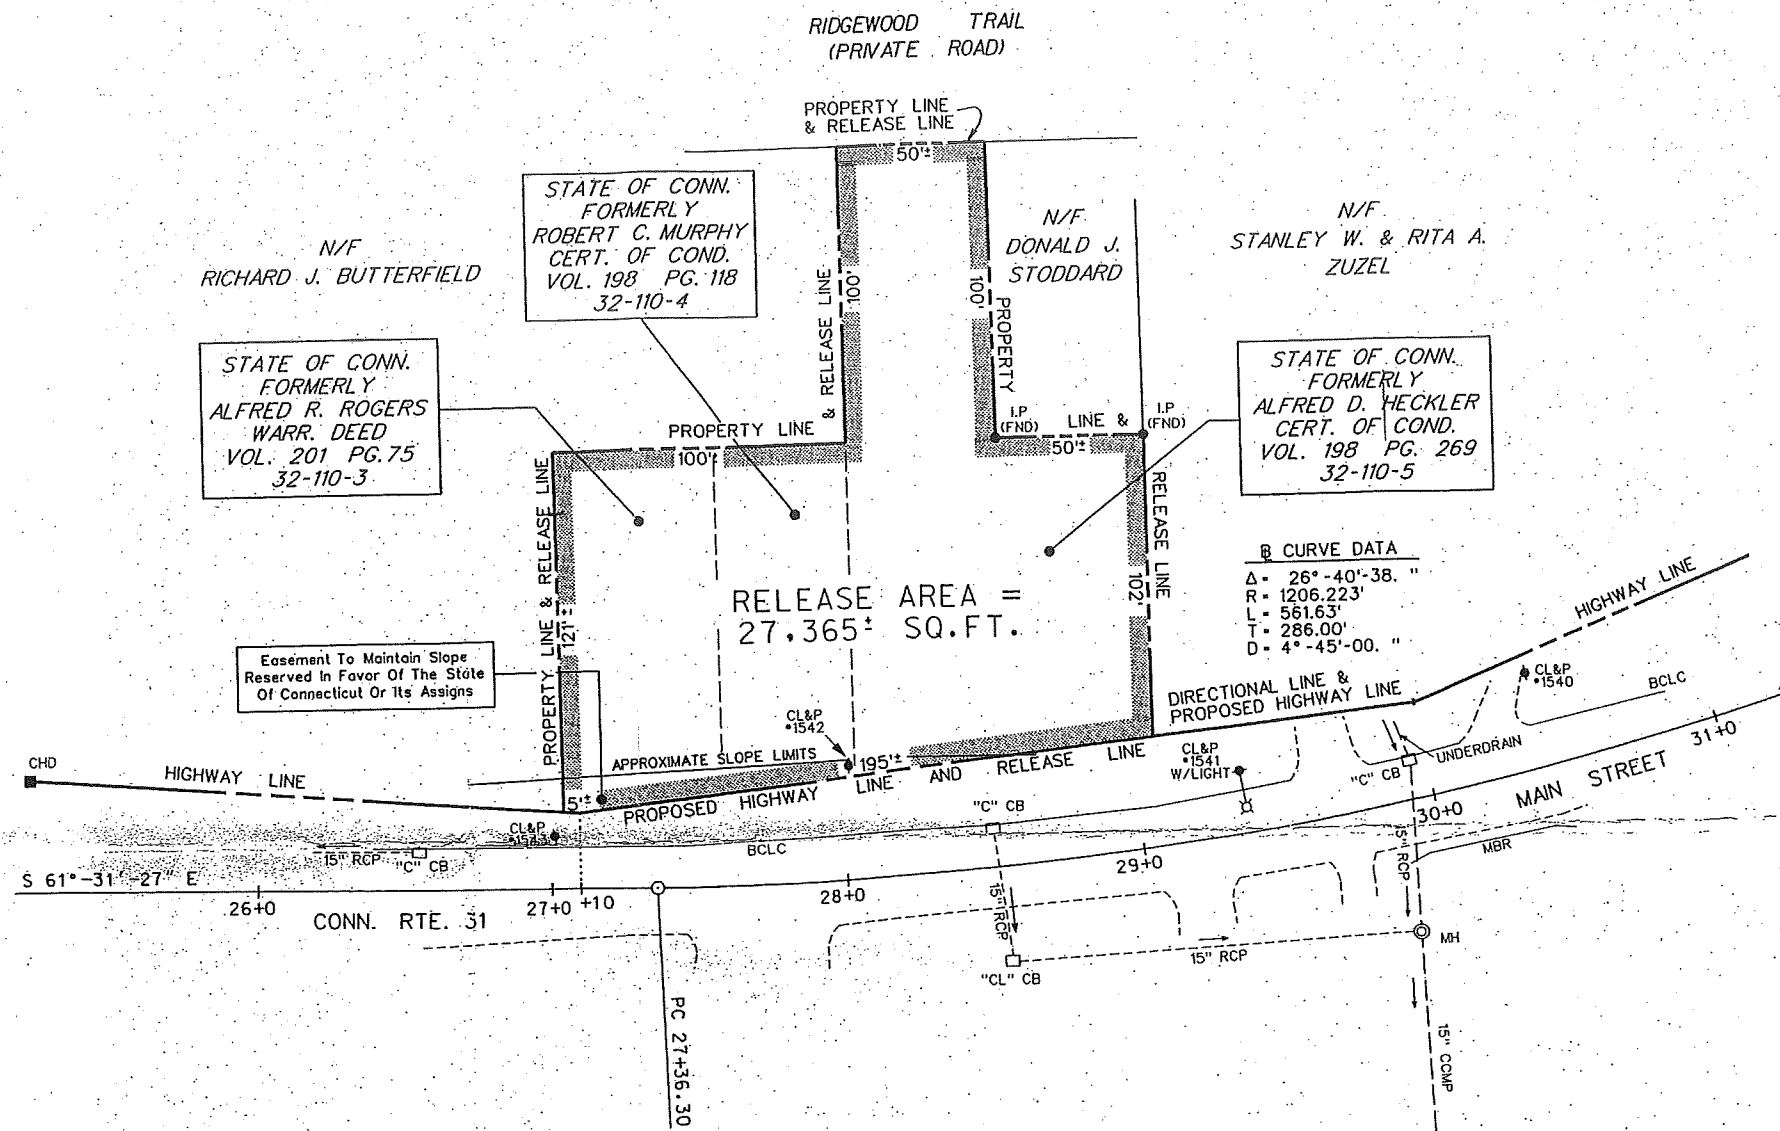 RIDGEWOOD TRAIL
(PRIVATE ROAD)
PROPERTY LINE
& RELEASE LINE
50'±
STATE OF CONN.
FORMERLY
ROBERT C. MURPHY
CERT. OF COND.
VOL. 198 PG. 118
32-110-4
N/F
RICHARD J. BUTTERFIELD
N/F
DONALD J.
STODDARD
N/F
STANLEY W. & RITA A.
ZUZEL
STATE OF CONN.
FORMERLY
ALFRED R. ROGERS
WARR. DEED
VOL. 201 PG. 75
32-110-3
STATE OF CONN.
FORMERLY
ALFRED D. HECKLER
CERT. OF COND.
VOL. 198 PG. 269
32-110-5
100'
100'
& RELEASE LINE
PROPERTY
I.P
(FND)
LINE &
I.P
(FND)
50'±
PROPERTY LINE
100'
PROPERTY LINE & RELEASE LINE
121'±
RELEASE LINE
102'
RELEASE AREA =
27,365± SQ.FT.
B CURVE DATA
Δ= 26°-40'-38. "
R= 1206.223'
L= 561.63'
T= 286.00'
D= 4°-45'-00. "
Easement To Maintain Slope
Reserved In Favor Of The State
Of Connecticut Or Its Assigns
HIGHWAY LINE
DIRECTIONAL LINE &
PROPOSED HIGHWAY LINE
CL&P
•1540
BCLC
CL&P
•1542
APPROXIMATE SLOPE LIMITS
195'±
CHD
HIGHWAY LINE
5'±
PROPOSED HIGHWAY LINE AND RELEASE LINE
CL&P
•1541
W/LIGHT
UNDERDRAIN
"C" CB
31+0
MAIN STREET
30+0
CL&P
"C" CB
BCLC
15" RCP
"C" CB
S 61°-31'-27" E
26+0
27+0
+10
28+0
29+0
CONN. RTE. 31
15" RCP
15" RCP
MBR
"CL" CB
15" RCP
MH
PC 27+36.30
15" CCMP